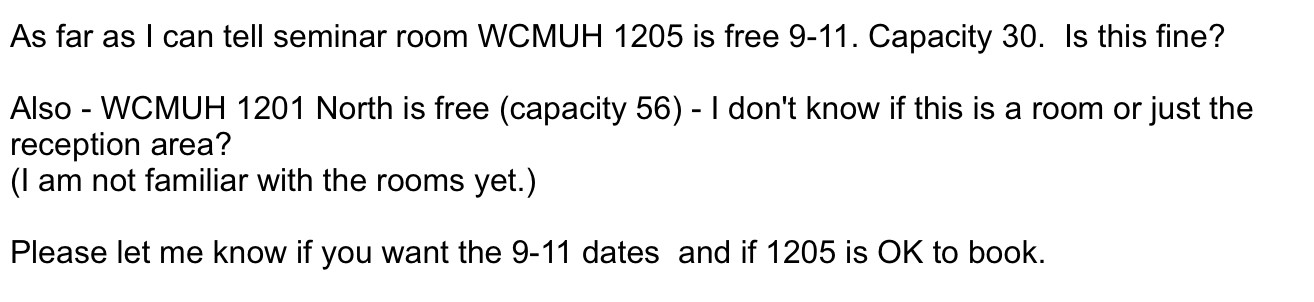 As far as I can tell seminar room WCMUH 1205 is free 9-11. Capacity 30.  Is this fine?
Also - WCMUH 1201 North is free (capacity 56) - I don't know if this is a room or just the
reception area?
(I am not familiar with the rooms yet.)
Please let me know if you want the 9-11 dates  and if 1205 is OK to book.